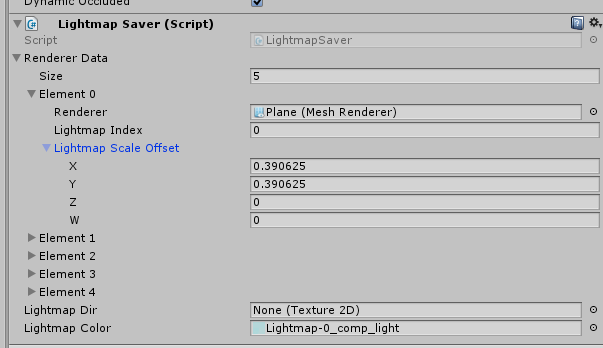 Dynamic Occluded
Lightmap Saver (Script)
Script LightmapSaver
Renderer Data
Size 5
Element 0
Renderer Plane (Mesh Renderer)
Lightmap Index 0
Lightmap Scale Offset
X 0.390625
Y 0.390625
Z 0
W 0
Element 1
Element 2
Element 3
Element 4
Lightmap Dir None (Texture 2D)
Lightmap Color Lightmap-0_comp_light